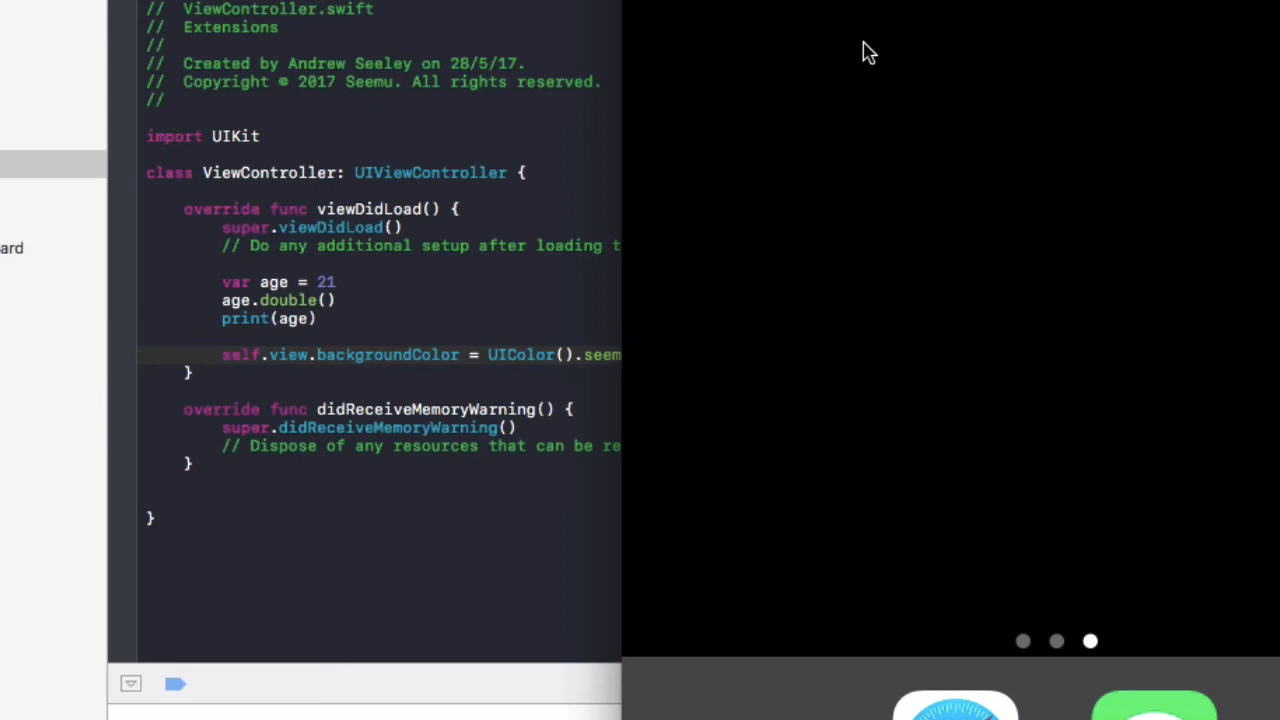 //  ViewController.swift
//  Extensions
//
//  Created by Andrew Seeley on 28/5/17.
//  Copyright © 2017 Seemu. All rights reserved.
//
import UIKit
class ViewController: UIViewController {
override func viewDidLoad() {
super.viewDidLoad()
// Do any additional setup after loading t
ard
var age = 21
age.double()
print(age)
self.view.backgroundColor = UIColor().seem
}
override func didReceiveMemoryWarning() {
super.didReceiveMemoryWarning()
// Dispose of any resources that can be re
}
}